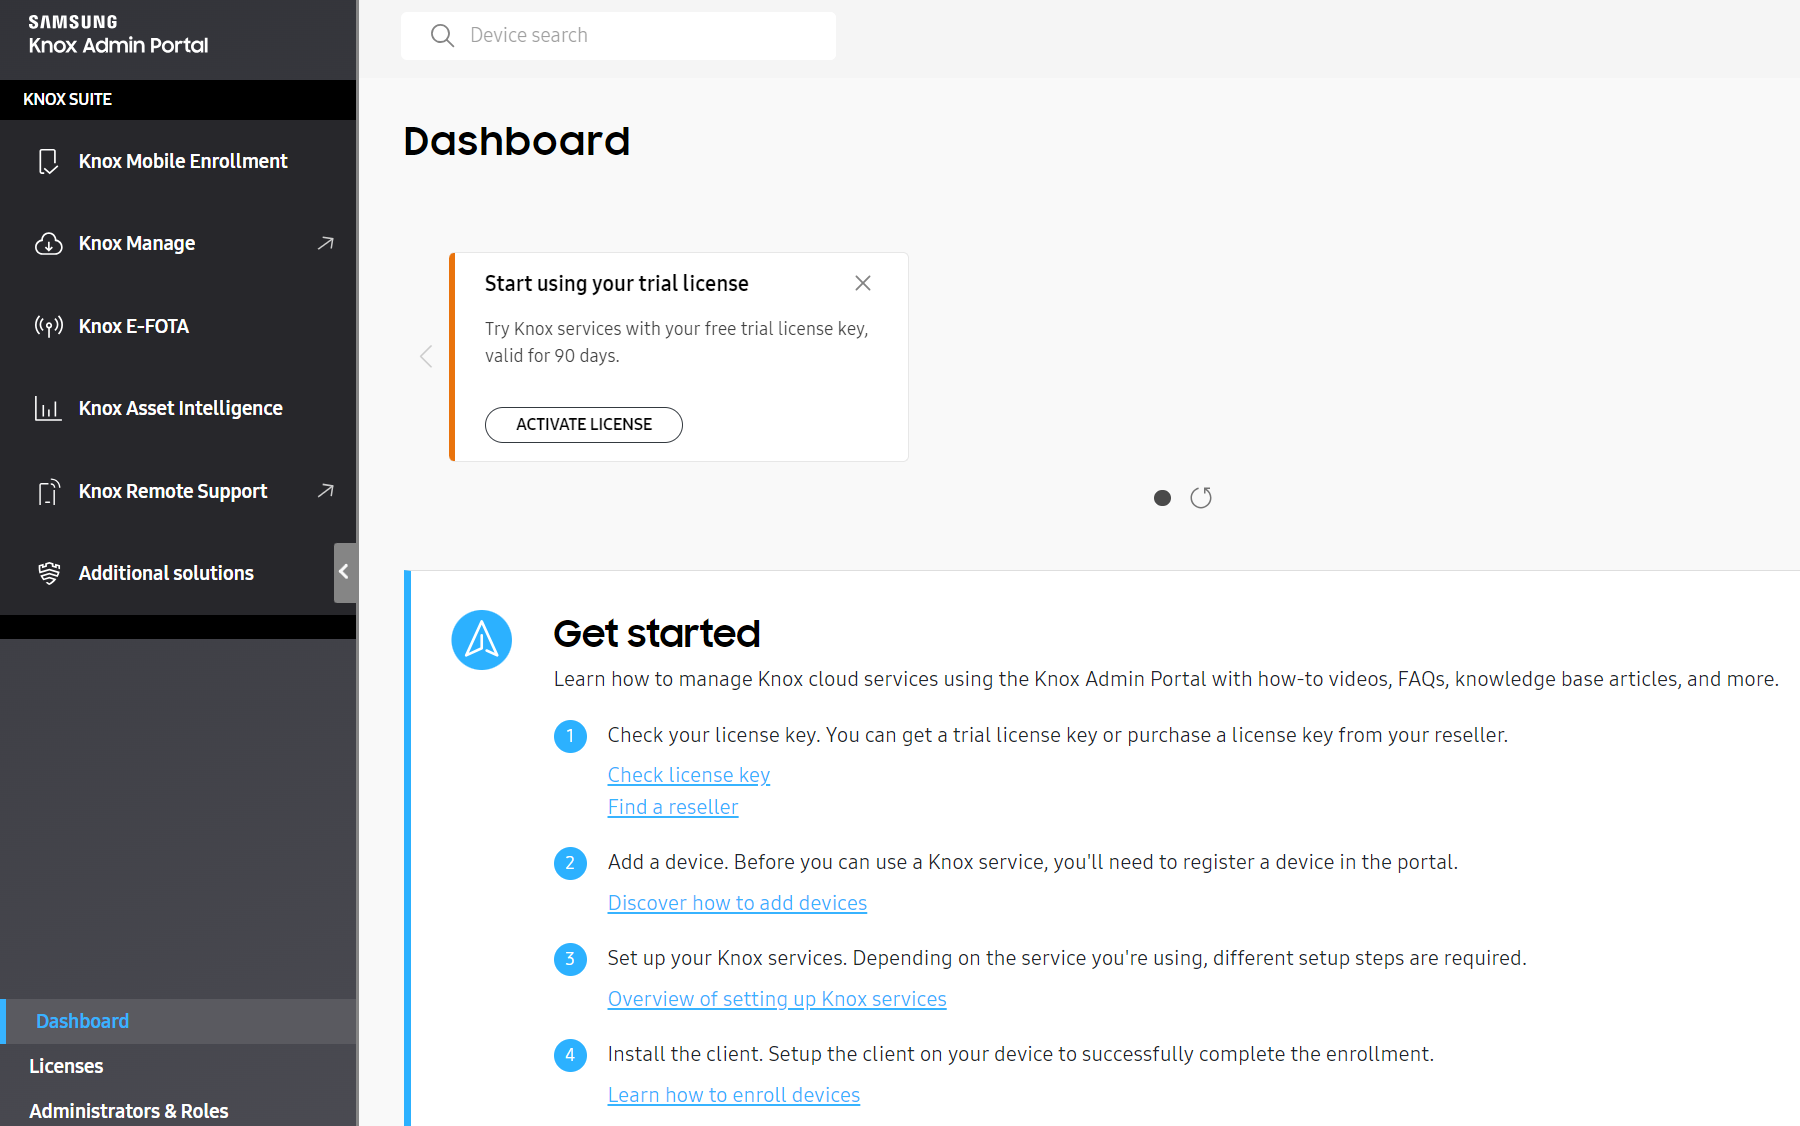 SAMSUNG
Knox Admin Portal
KNOX SUITE
Knox Mobile Enrollment
Knox Manage
Knox E-FOTA
Knox Asset Intelligence
Knox Remote Support
Additional solutions
Dashboard
Licenses
Administrators & Roles
Device search
Dashboard
Start using your trial license
Try Knox services with your free trial license key,
valid for 90 days.
ACTIVATE LICENSE
Get started
Learn how to manage Knox cloud services using the Knox Admin Portal with how-to videos, FAQs, knowledge base articles, and more.
1 Check your license key. You can get a trial license key or purchase a license key from your reseller.
Check license key
Find a reseller
2 Add a device. Before you can use a Knox service, you'll need to register a device in the portal.
Discover how to add devices
3 Set up your Knox services. Depending on the service you're using, different setup steps are required.
Overview of setting up Knox services
4 Install the client. Setup the client on your device to successfully complete the enrollment.
Learn how to enroll devices